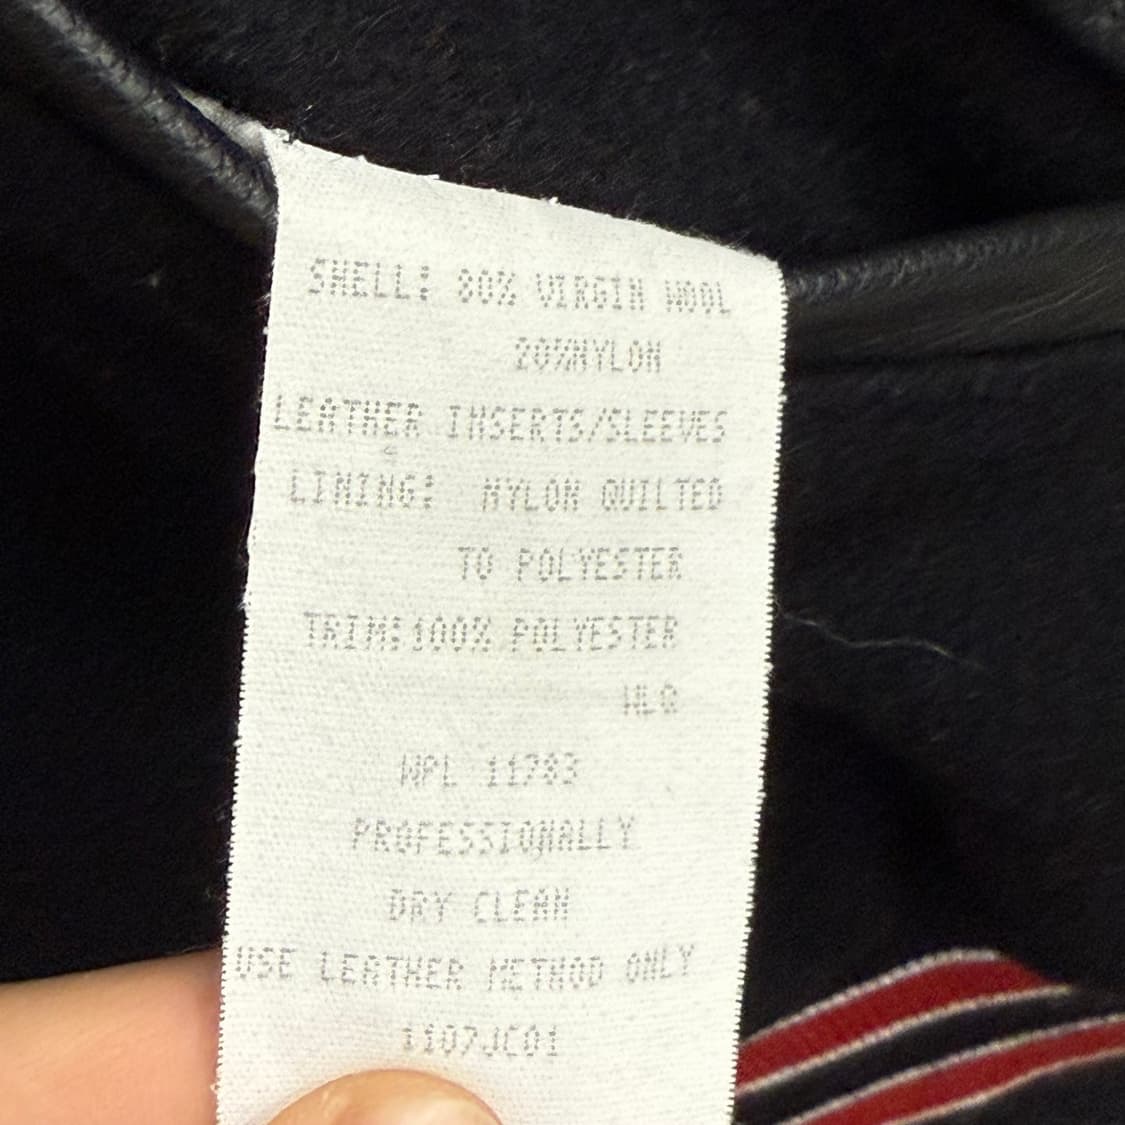 SHELL: 80% VIRGIN WOOL
20%NYLON
LEATHER INSERTS/SLEEVES
LINING: NYLON QUILTED
TO POLYESTER
TRIM:100% POLYESTER
WPL 11783
PROFESSIONALLY
DRY CLEAN
USE LEATHER METHOD ONLY
1107JC01